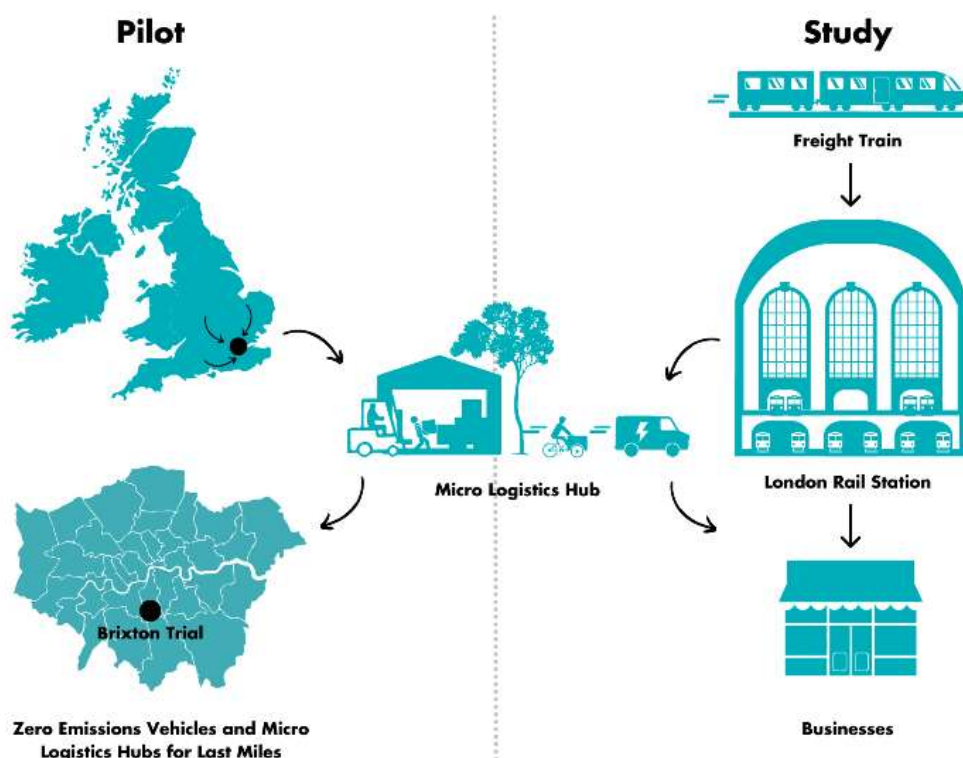 Pilot
Study
Freight Train
Micro Logistics Hub
London Rail Station
Brixton Trial
Zero Emissions Vehicles and Micro
Logistics Hubs for Last Miles
Businesses